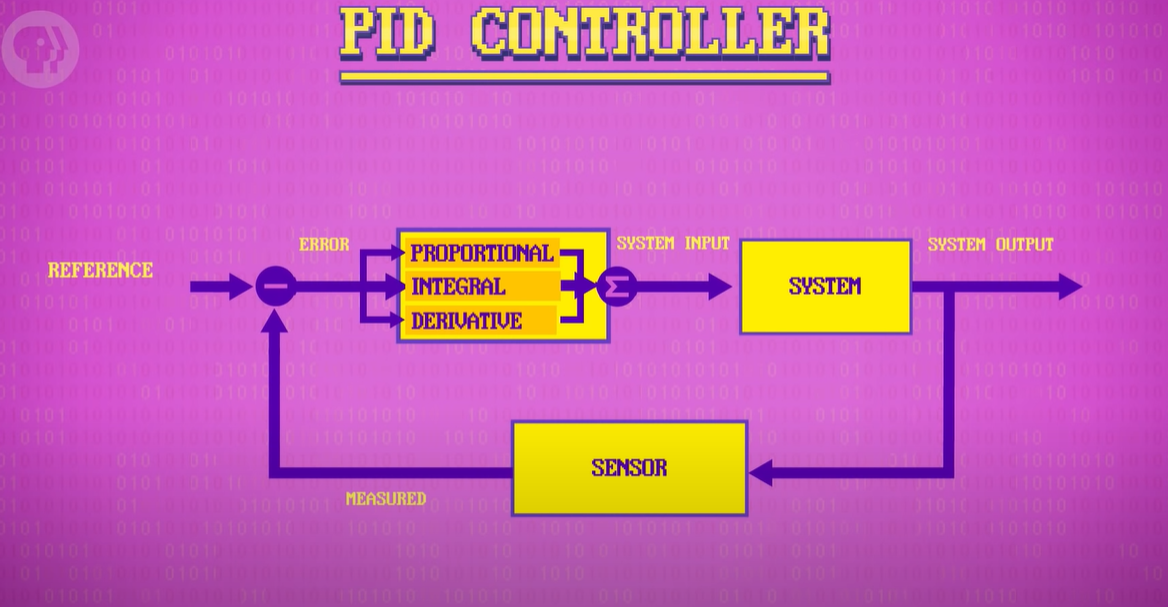 PID CONTROLLER
REFERENCE
ERROR
PROPORTIONAL
INTEGRAL
DERIVATIVE
Σ
SYSTEM INPUT
SYSTEM
SYSTEM OUTPUT
SENSOR
MEASURED